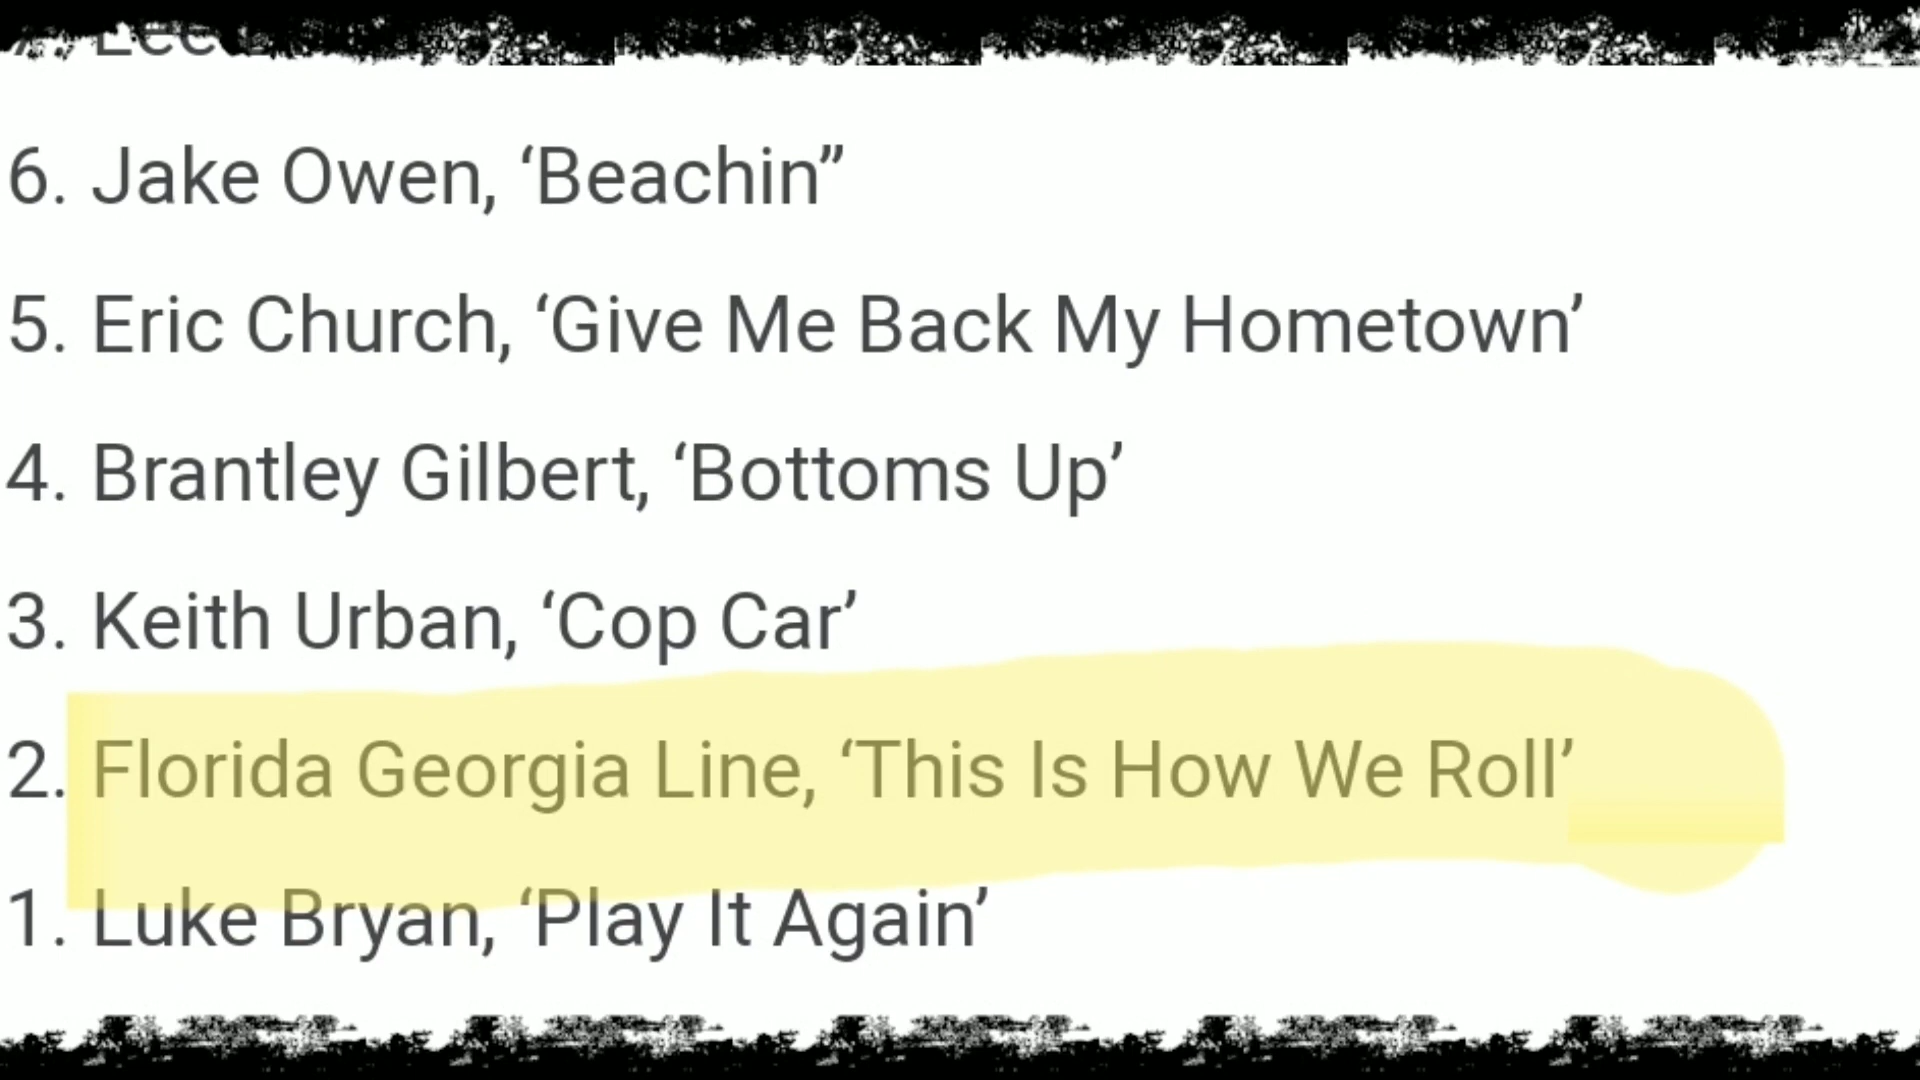 6. Jake Owen, ‘Beachin’’
5. Eric Church, ‘Give Me Back My Hometown’
4. Brantley Gilbert, ‘Bottoms Up’
3. Keith Urban, ‘Cop Car’
2. Florida Georgia Line, ‘This Is How We Roll’
1. Luke Bryan, ‘Play It Again’